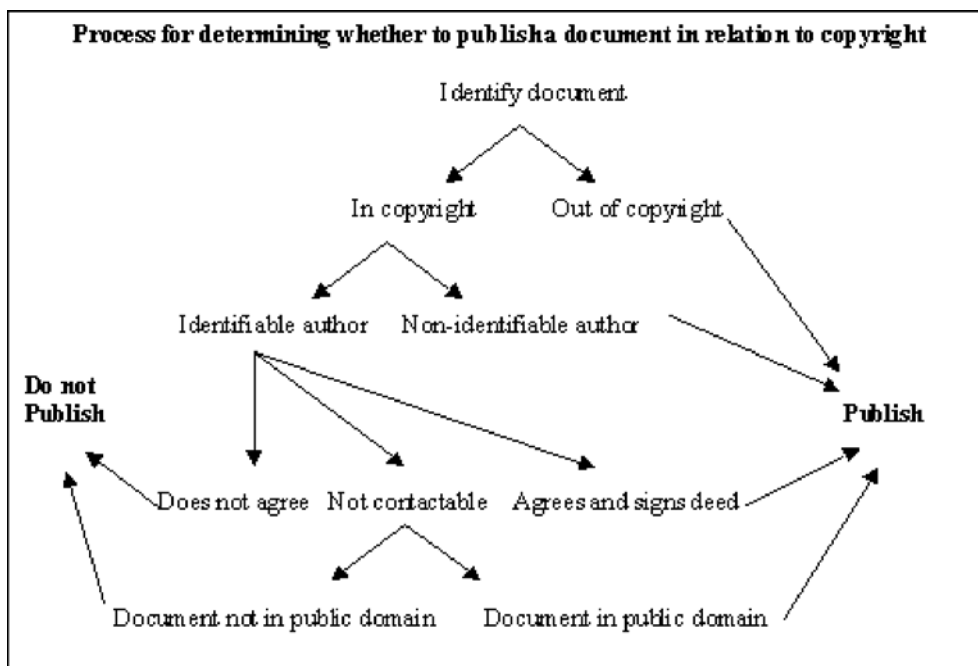 Process for determining whether to publish a document in relation to copyright
Identify document
In copyright
Out of copyright
Identifiable author
Non-identifiable author
Do not
Publish
Publish
Does not agree
Not contactable
Agrees and signs deed
Document not in public domain
Document in public domain